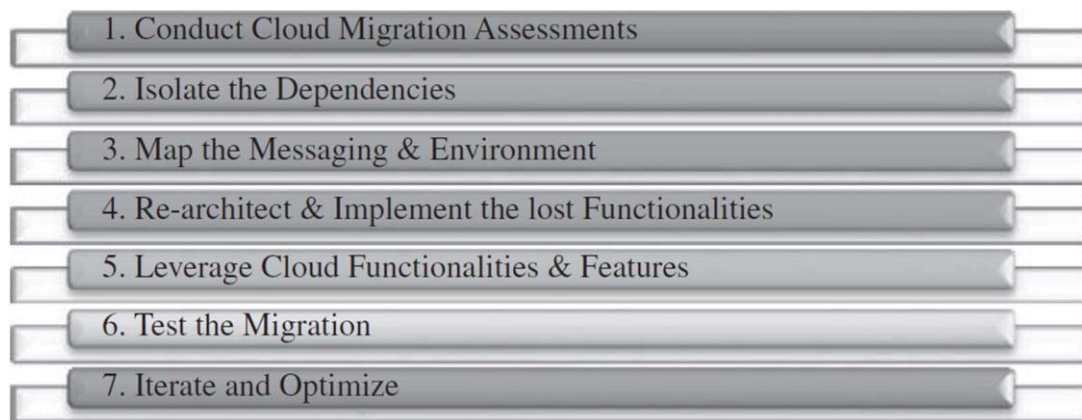 1. Conduct Cloud Migration Assessments
2. Isolate the Dependencies
3. Map the Messaging & Environment
4. Re-architect & Implement the lost Functionalities
5. Leverage Cloud Functionalities & Features
6. Test the Migration
7. Iterate and Optimize